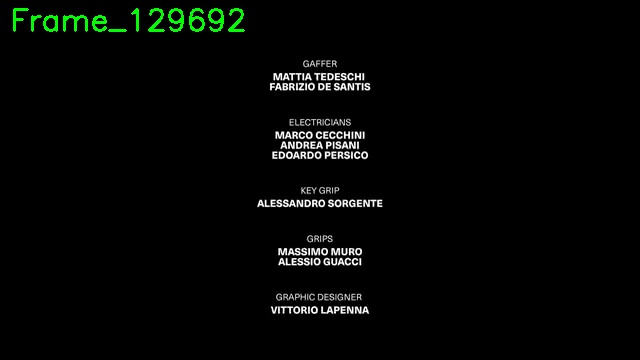 Frame_129692
GAFFER
MATTIA TEDESCHI
FABRIZIO DE SANTIS
ELECTRICIANS
MARCO CECCHINI
ANDREA PISANI
EDOARDO PERSICO
KEY GRIP
ALESSANDRO SORGENTE
GRIPS
MASSIMO MURO
ALESSIO GUACCI
GRAPHIC DESIGNER
VITTORIO LAPENNA